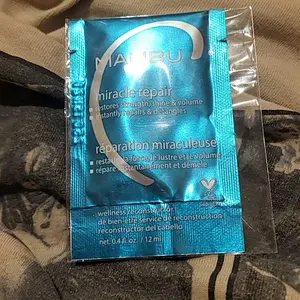 MALIBU C
miracle repair
restores strength, shine & volume
instantly repairs & detangles
réparation miraculeuse
restaure la force, le lustre et le volume
répare instantanément et démêle
wellness reconstructor
de bien-être service de reconstruction
reconstructor del cabello
net. 0.4 fl. oz. / 12 ml